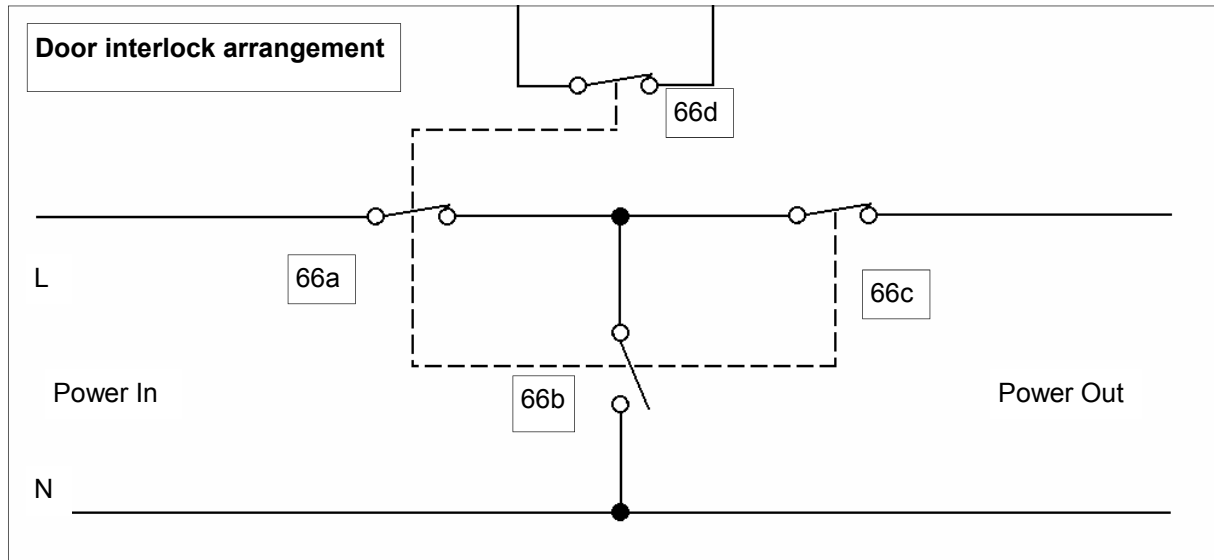 Door interlock arrangement
66d
66a
L
66c
Power In
66b
Power Out
N